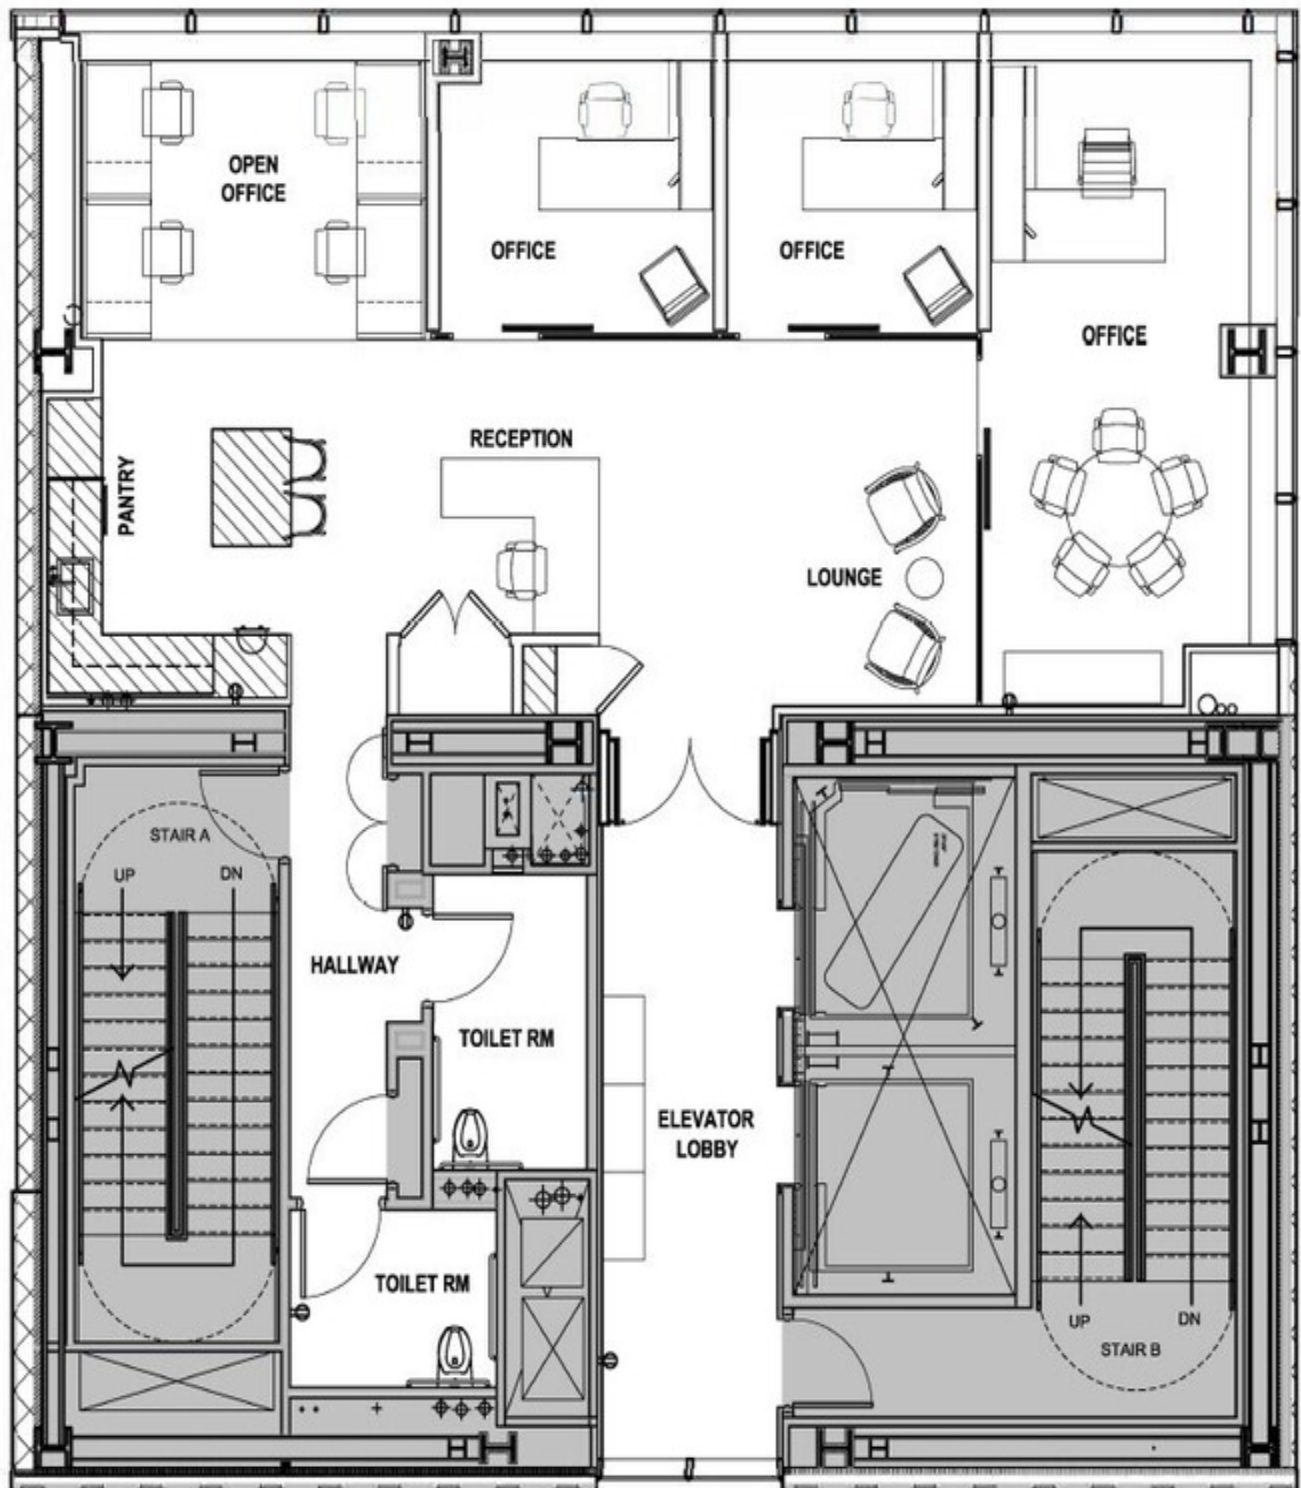 OPEN
OFFICE
OFFICE
OFFICE
OFFICE
RECEPTION
PANTRY
LOUNGE
STAIR A
UP
DN
HALLWAY
TOILET RM
ELEVATOR
LOBBY
TOILET RM
UP
DN
STAIR B